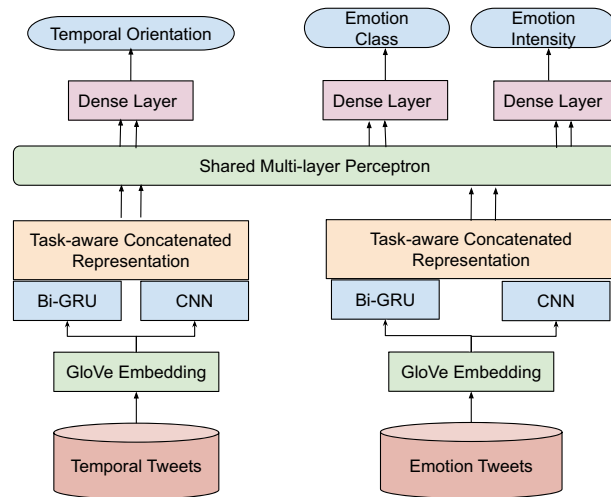 Temporal Orientation
Emotion
Class
Emotion
Intensity
Dense Layer
Dense Layer
Dense Layer
Shared Multi-layer Perceptron
Task-aware Concatenated
Representation
Task-aware Concatenated
Representation
Bi-GRU
CNN
Bi-GRU
CNN
GloVe Embedding
GloVe Embedding
Temporal Tweets
Emotion Tweets